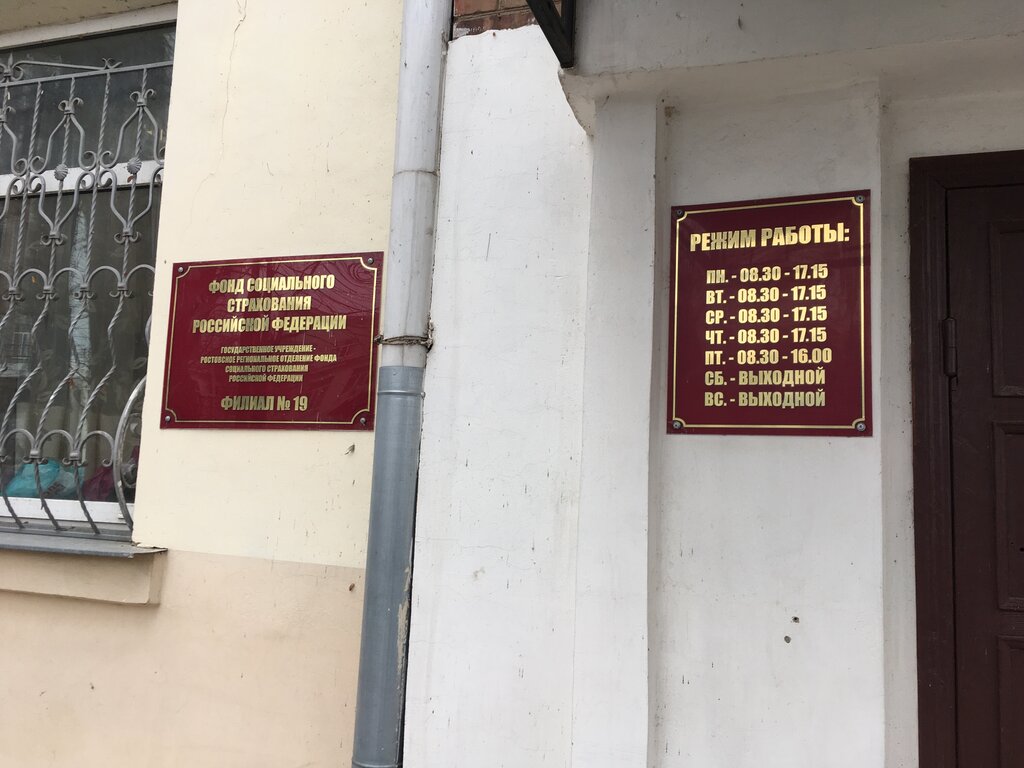 ФОНД СОЦИАЛЬНОГО
СТРАХОВАНИЯ
РОССИЙСКОЙ ФЕДЕРАЦИИ
ГОСУДАРСТВЕННОЕ УЧРЕЖДЕНИЕ -
РОСТОВСКОЕ РЕГИОНАЛЬНОЕ ОТДЕЛЕНИЕ ФОНДА
СОЦИАЛЬНОГО СТРАХОВАНИЯ
РОССИЙСКОЙ ФЕДЕРАЦИИ
ФИЛИАЛ № 19
РЕЖИМ РАБОТЫ:
ПН. - 08.30 - 17.15
ВТ. - 08.30 - 17.15
СР. - 08.30 - 17.15
ЧТ. - 08.30 - 17.15
ПТ. - 08.30 - 16.00
СБ. - ВЫХОДНОЙ
ВС. - ВЫХОДНОЙ